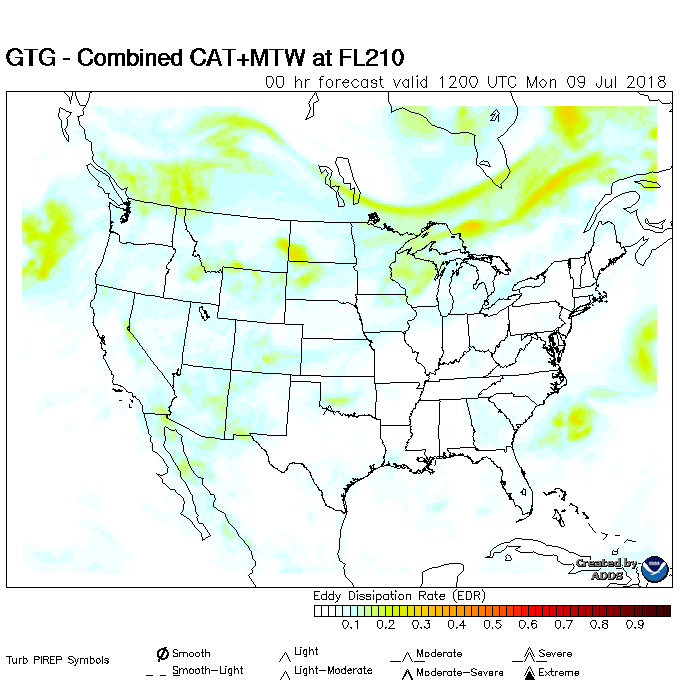 GTG - Combined CAT+MTW at FL210
00 hr forecast valid 1200 UTC Mon 09 Jul 2018
Created by
ADDS
Eddy Dissipation Rate (EDR)
0.1 0.2 0.3 0.4 0.5 0.6 0.7 0.8 0.9
Turb PIREP Symbols
Smooth Light Moderate Severe
Smooth-Light Light-Moderate Moderate-Severe Extreme